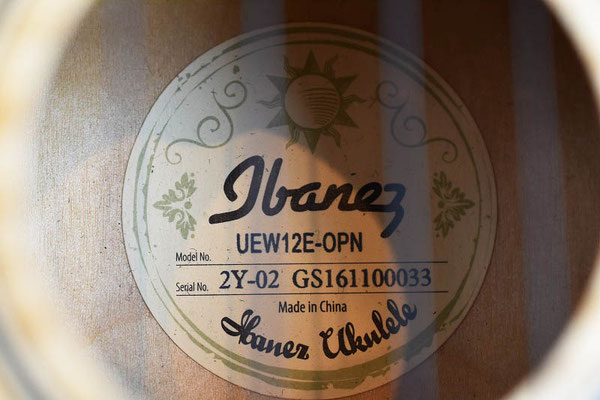 Ibanez
UEW12E-OPN
Model No.
Serial No. 2Y-02 GS161100033
Made in China
Ibanez Ukulele